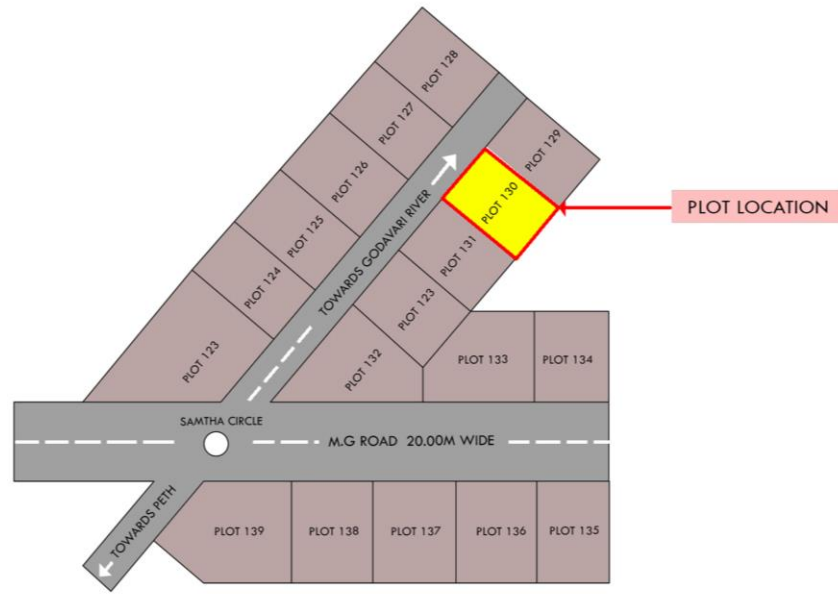 PLOT 128
PLOT 127
PLOT 126
PLOT 125
PLOT 124
PLOT 123
TOWARDS GODAVARI RIVER
PLOT 129
PLOT 130
PLOT 131
PLOT 123
PLOT 132
PLOT LOCATION
PLOT 133
PLOT 134
SAMTHA CIRCLE
M.G ROAD 20.00M WIDE
TOWARDS PETH
PLOT 139
PLOT 138
PLOT 137
PLOT 136
PLOT 135